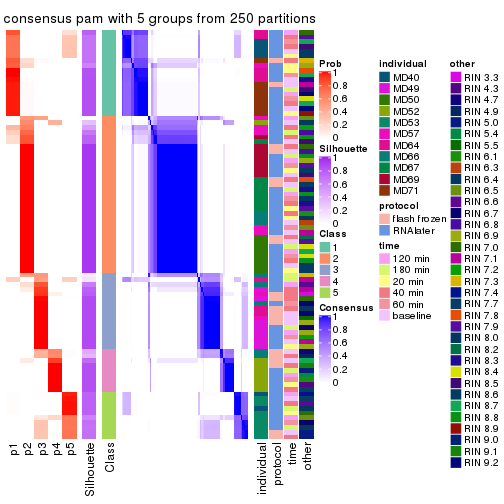 consensus pam with 5 groups from 250 partitions
Prob
1
0.8
0.6
0.4
0.2
0
Silhouette
1
0.8
0.6
0.4
0.2
0
Class
1
2
3
4
5
Consensus
1
0.8
0.6
0.4
0.2
0
individual
MD40
MD49
MD50
MD52
MD53
MD57
MD64
MD66
MD67
MD69
MD71
protocol
flash frozen
RNAlater
time
120 min
180 min
20 min
40 min
60 min
baseline
other
RIN 3.3
RIN 4.3
RIN 4.7
RIN 4.9
RIN 5.0
RIN 5.4
RIN 5.5
RIN 6.1
RIN 6.3
RIN 6.4
RIN 6.5
RIN 6.6
RIN 6.7
RIN 6.8
RIN 6.9
RIN 7.0
RIN 7.1
RIN 7.2
RIN 7.3
RIN 7.4
RIN 7.7
RIN 7.8
RIN 7.9
RIN 8.0
RIN 8.2
RIN 8.3
RIN 8.4
RIN 8.5
RIN 8.6
RIN 8.7
RIN 8.8
RIN 8.9
RIN 9.0
RIN 9.1
RIN 9.2
p1
p2
p3
p4
p5
Silhouette
Class
individual
protocol
time
other